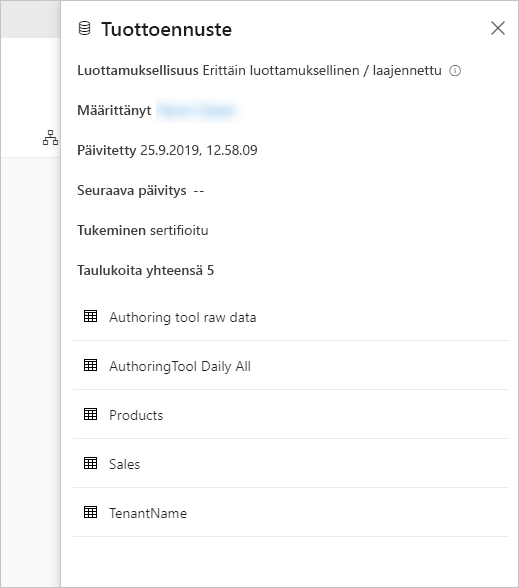 Tuottoennuste
Luottamuksellisuus Erittäin luottamuksellinen / laajennettu
Määrittänyt
Päivitetty 25.9.2019, 12.58.09
Seuraava päivitys --
Tukeminen sertifioitu
Taulukoita yhteensä 5
Authoring tool raw data
AuthoringTool Daily All
Products
Sales
TenantName